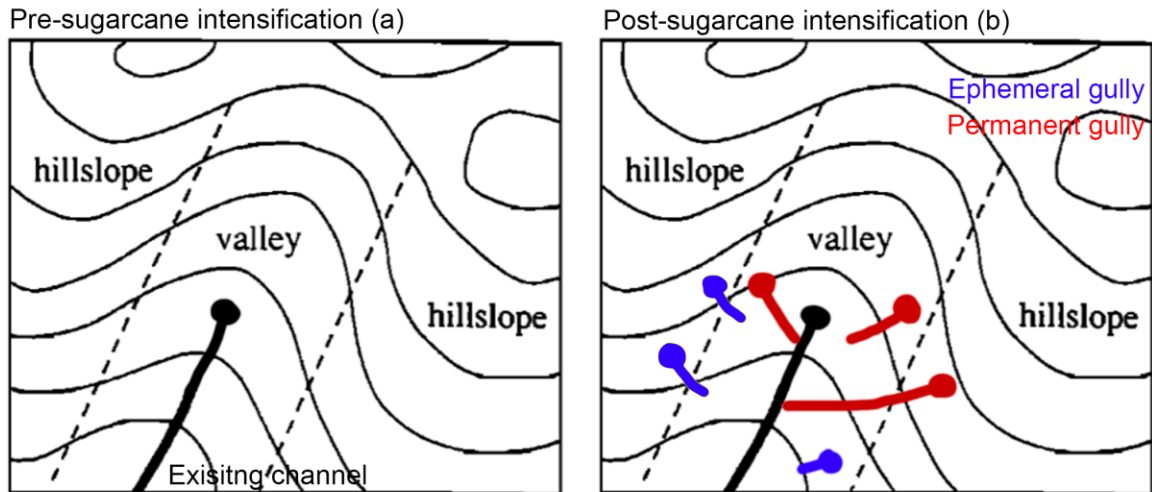 Pre-sugarcane intensification (a)
hillslope
valley
hillslope
Exisitng channel
Post-sugarcane intensification (b)
Ephemeral gully
Permanent gully
hillslope
valley
hillslope